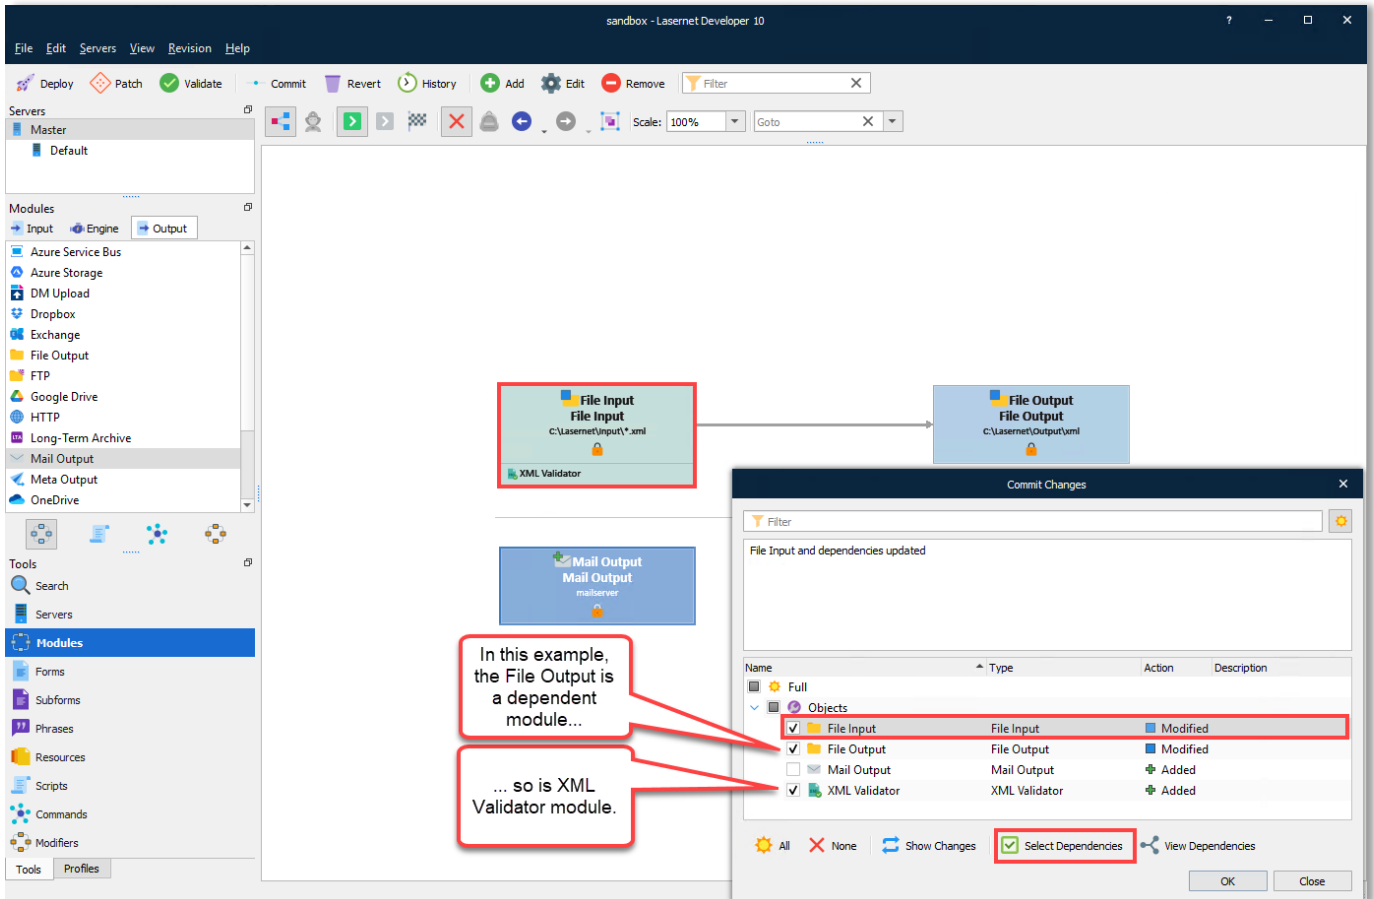 sandbox - Lasernet Developer 10
?
File Edit Servers View Revision Help
Deploy Patch Validate Commit Revert History Add Edit Remove Filter
Servers
Master
Default
Scale: 100% Goto
Modules
Input Engine Output
Azure Service Bus
Azure Storage
DM Upload
Dropbox
Exchange
File Output
FTP
Google Drive
HTTP
LTA Long-Term Archive
Mail Output
Meta Output
OneDrive
Tools
Search
Servers
Modules
Forms
Subforms
Phrases
Resources
Scripts
Commands
Modifiers
Tools Profiles
File Input
File Input
C:\Lasernet\Input\*.xml
XML Validator
File Output
File Output
C:\Lasernet\Output\xml
Mail Output
Mail Output
mailserver
In this example,
the File Output is
a dependent
module...
... so is XML
Validator module.
Commit Changes
Filter
File Input and dependencies updated
Name Type Action Description
Full
Objects
File Input File Input Modified
File Output File Output Modified
Mail Output Mail Output Added
XML Validator XML Validator Added
All None Show Changes Select Dependencies View Dependencies
OK Close